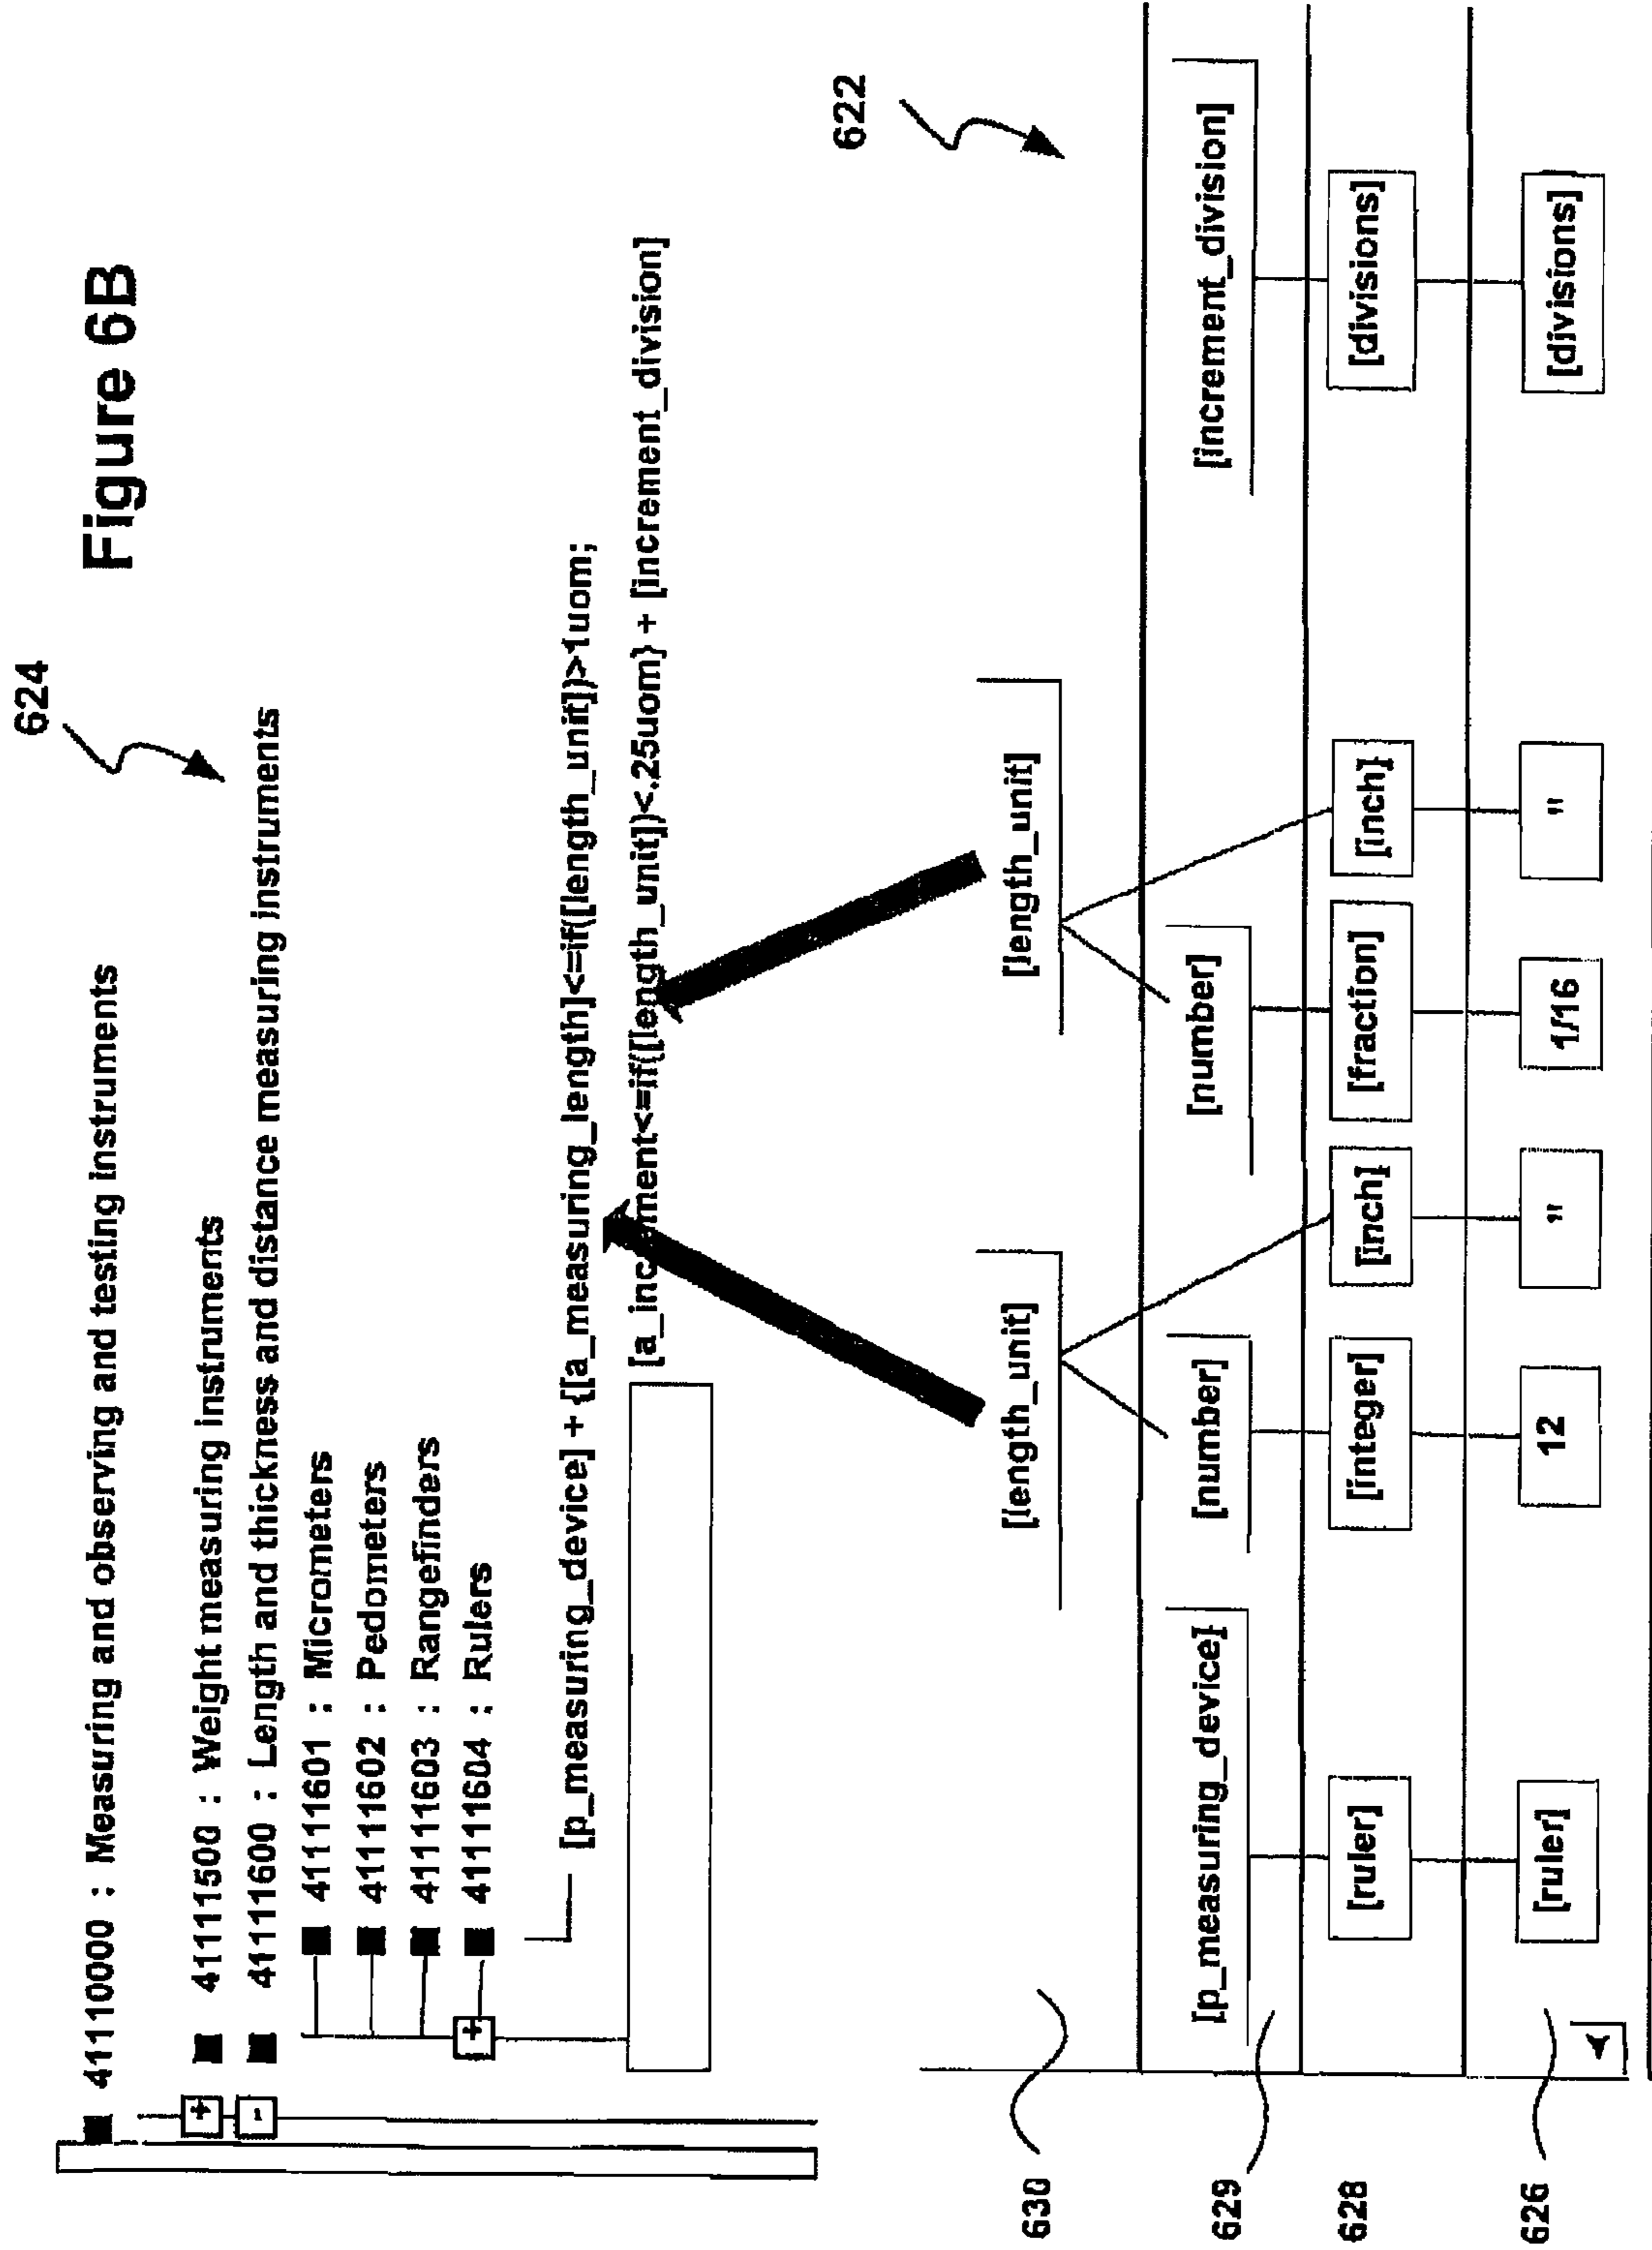 Figure 6B
624
41110000 : Measuring and observing and testing instruments
+ 41111500 : Weight measuring instruments
- 41111600 : Length and thickness and distance measuring instruments
41111601 : Micrometers
41111602 : Pedometers
41111603 : Rangefinders
+ 41111604 : Rulers
[p_measuring_device] + {[a_measuring_length]<=if([length_unit])>1uom;
[a_increment<=if([length_unit])<.25uom} + [increment_division]
622
630
[length_unit] [length_unit]
629
[p_measuring_device] [number] [number] [increment_division]
628
[ruler] [integer] [inch] [fraction] [inch] [divisions]
626
[ruler] 12 " 1/16 " [divisions]